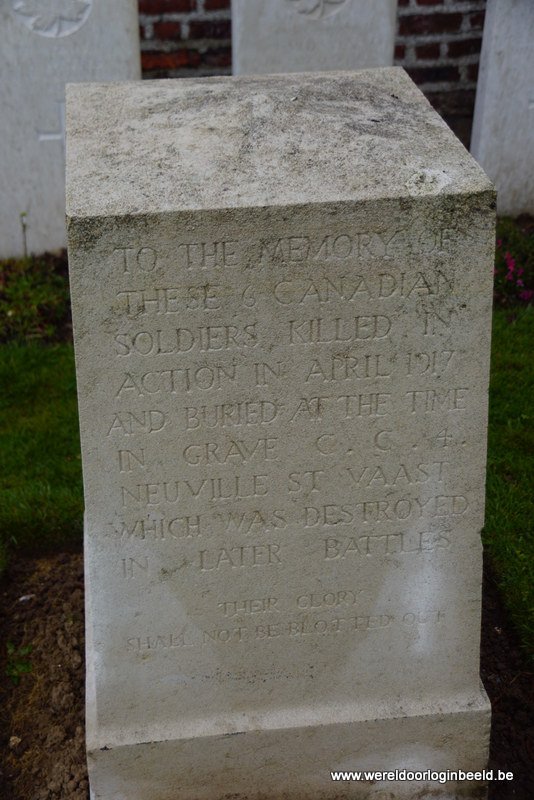 TO THE MEMORY OF
THESE 6 CANADIAN
SOLDIERS KILLED IN
ACTION IN APRIL 1917
AND BURIED AT THE TIME
IN GRAVE C. C. 4.
NEUVILLE ST VAAST
WHICH WAS DESTROYED
IN LATER BATTLES
THEIR GLORY
SHALL NOT BE BLOTTED OUT
www.wereldoorloginbeeld.be